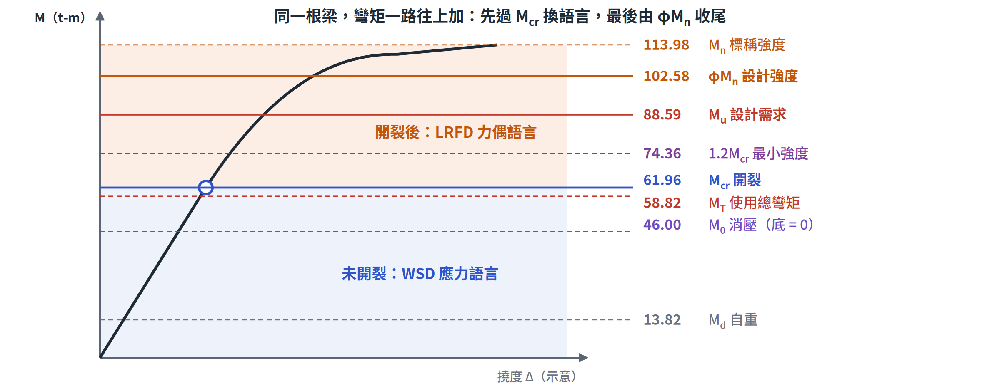 同一根梁，彎矩一路往上加：先過 Mcr 換語言，最後由 φMn 收尾
M（t-m）
113.98 Mn 標稱強度
102.58 φMn 設計強度
88.59 Mu 設計需求
開裂後：LRFD 力偶語言
74.36 1.2Mcr 最小強度
61.96 Mcr 開裂
58.82 MT 使用總彎矩
46.00 M0 消壓（底 = 0）
未開裂：WSD 應力語言
13.82 Md 自重
撓度 Δ（示意）